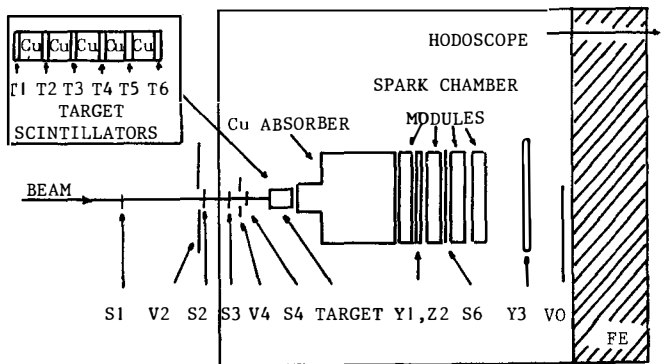 Cu Cu Cu Cu Cu
T1 T2 T3 T4 T5 T6
TARGET
SCINTILLATORS
HODOSCOPE
SPARK CHAMBER
MODULES
Cu ABSORBER
BEAM
S1 V2 S2 S3 V4 S4 TARGET Y1,Z2 S6 Y3 VO
FE